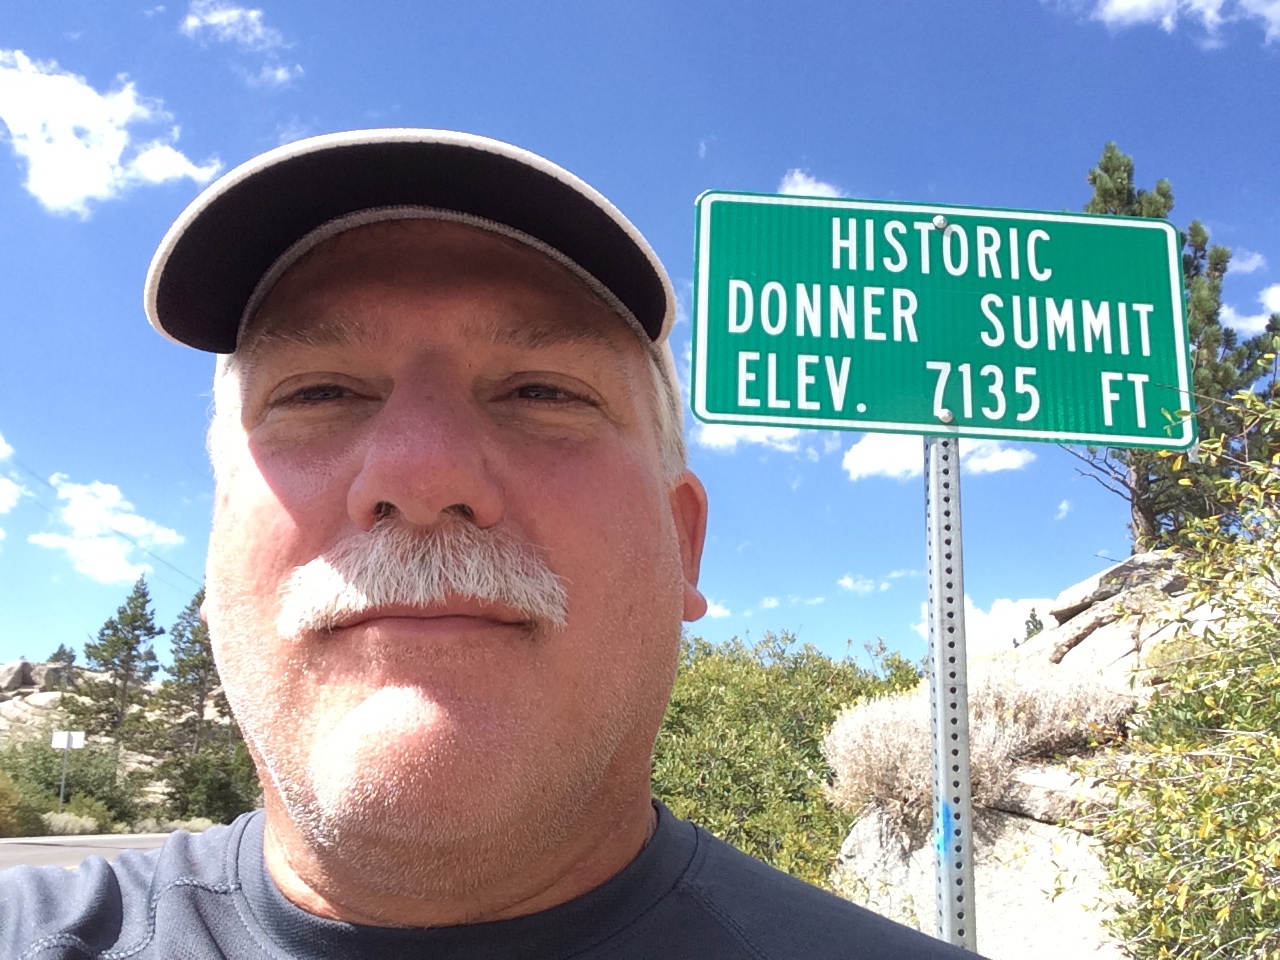 HISTORIC
DONNER SUMMIT
ELEV. 7135 FT